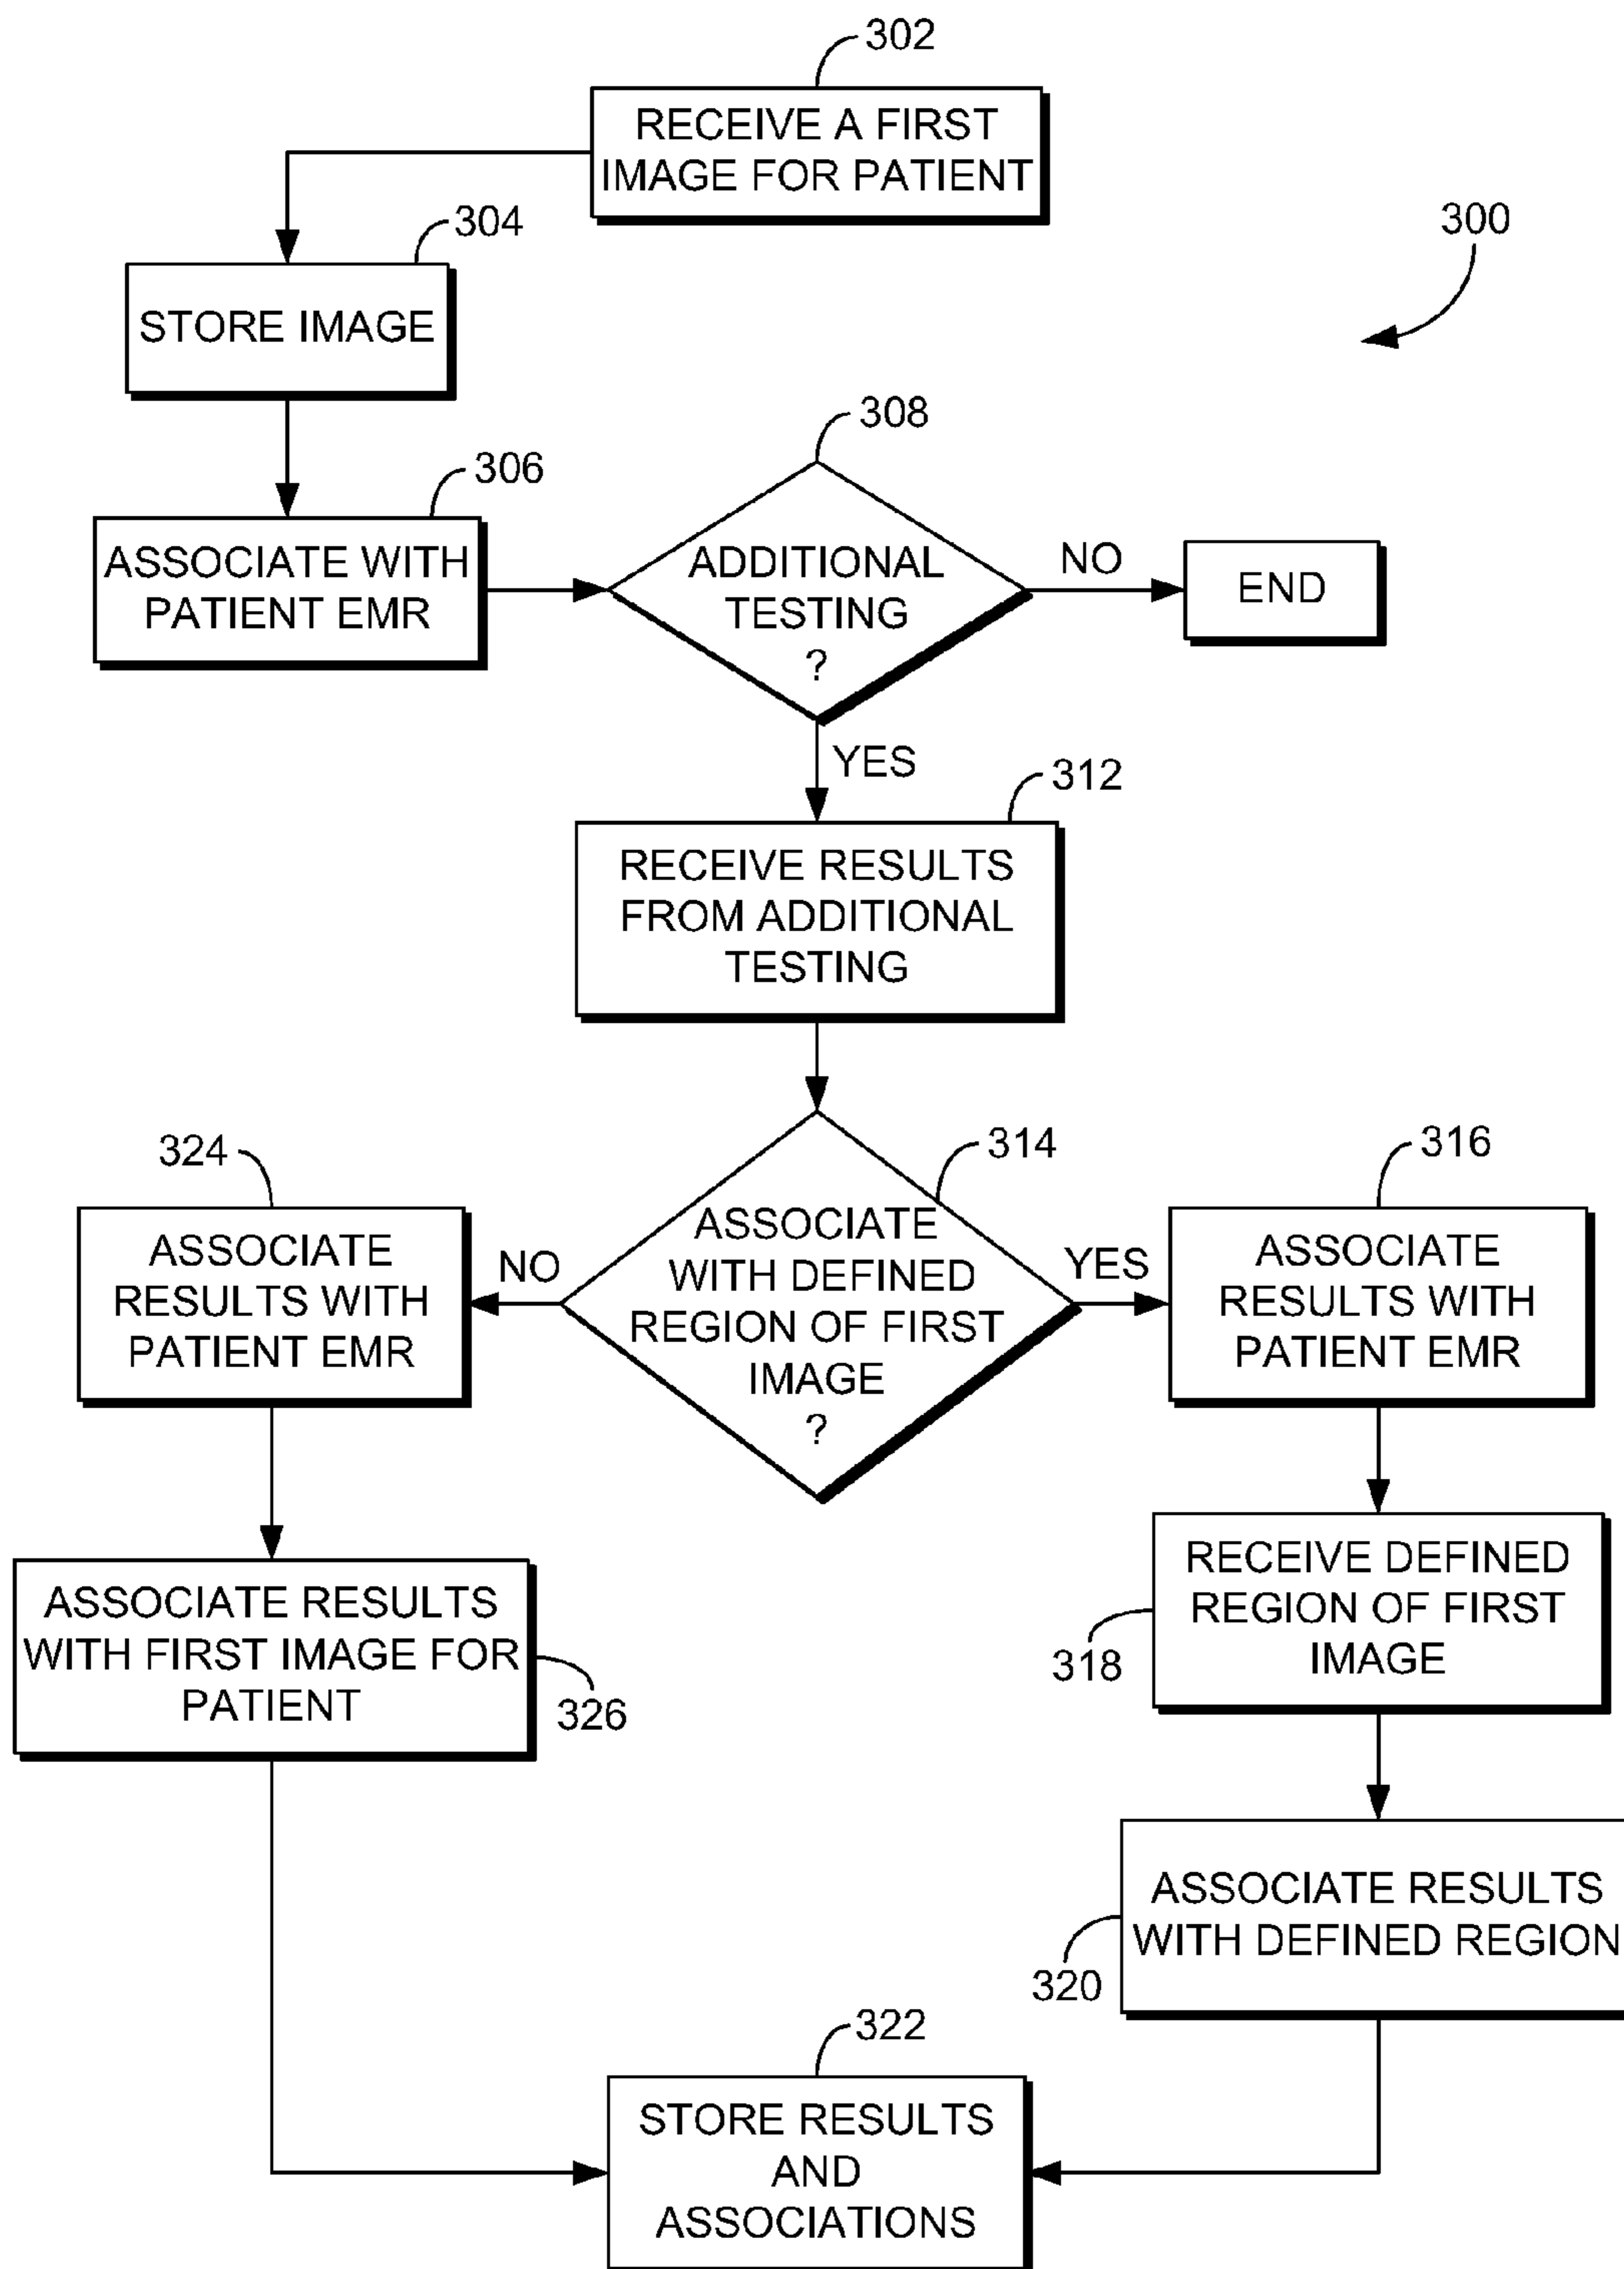 302
RECEIVE A FIRST
IMAGE FOR PATIENT
304
STORE IMAGE
300
306
ASSOCIATE WITH
PATIENT EMR
308
ADDITIONAL
TESTING
?
NO
END
YES
312
RECEIVE RESULTS
FROM ADDITIONAL
TESTING
314
ASSOCIATE
WITH DEFINED
REGION OF FIRST
IMAGE
?
NO
324
ASSOCIATE
RESULTS WITH
PATIENT EMR
YES
316
ASSOCIATE
RESULTS WITH
PATIENT EMR
ASSOCIATE RESULTS
WITH FIRST IMAGE FOR
PATIENT
326
RECEIVE DEFINED
REGION OF FIRST
IMAGE
318
ASSOCIATE RESULTS
WITH DEFINED REGION
320
322
STORE RESULTS
AND
ASSOCIATIONS